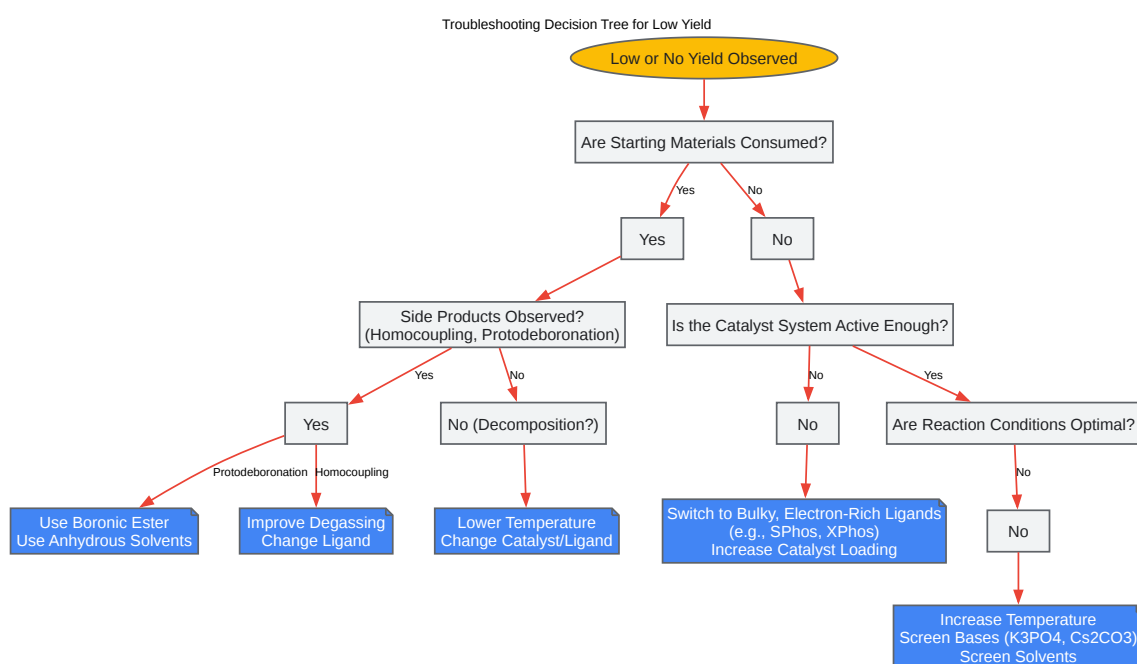 Troubleshooting Decision Tree for Low Yield
Low or No Yield Observed
Are Starting Materials Consumed?
Yes
No
Yes
No
Side Products Observed?
(Homocoupling, Protodeboronation)
Is the Catalyst System Active Enough?
Yes
No
No
Yes
Yes
No (Decomposition?)
No
Are Reaction Conditions Optimal?
Protodeboronation
Homocoupling
No
Use Boronic Ester
Use Anhydrous Solvents
Improve Degassing
Change Ligand
Lower Temperature
Change Catalyst/Ligand
Switch to Bulky, Electron-Rich Ligands
(e.g., SPhos, XPhos)
Increase Catalyst Loading
No
Increase Temperature
Screen Bases (K3PO4, Cs2CO3)
Screen Solvents